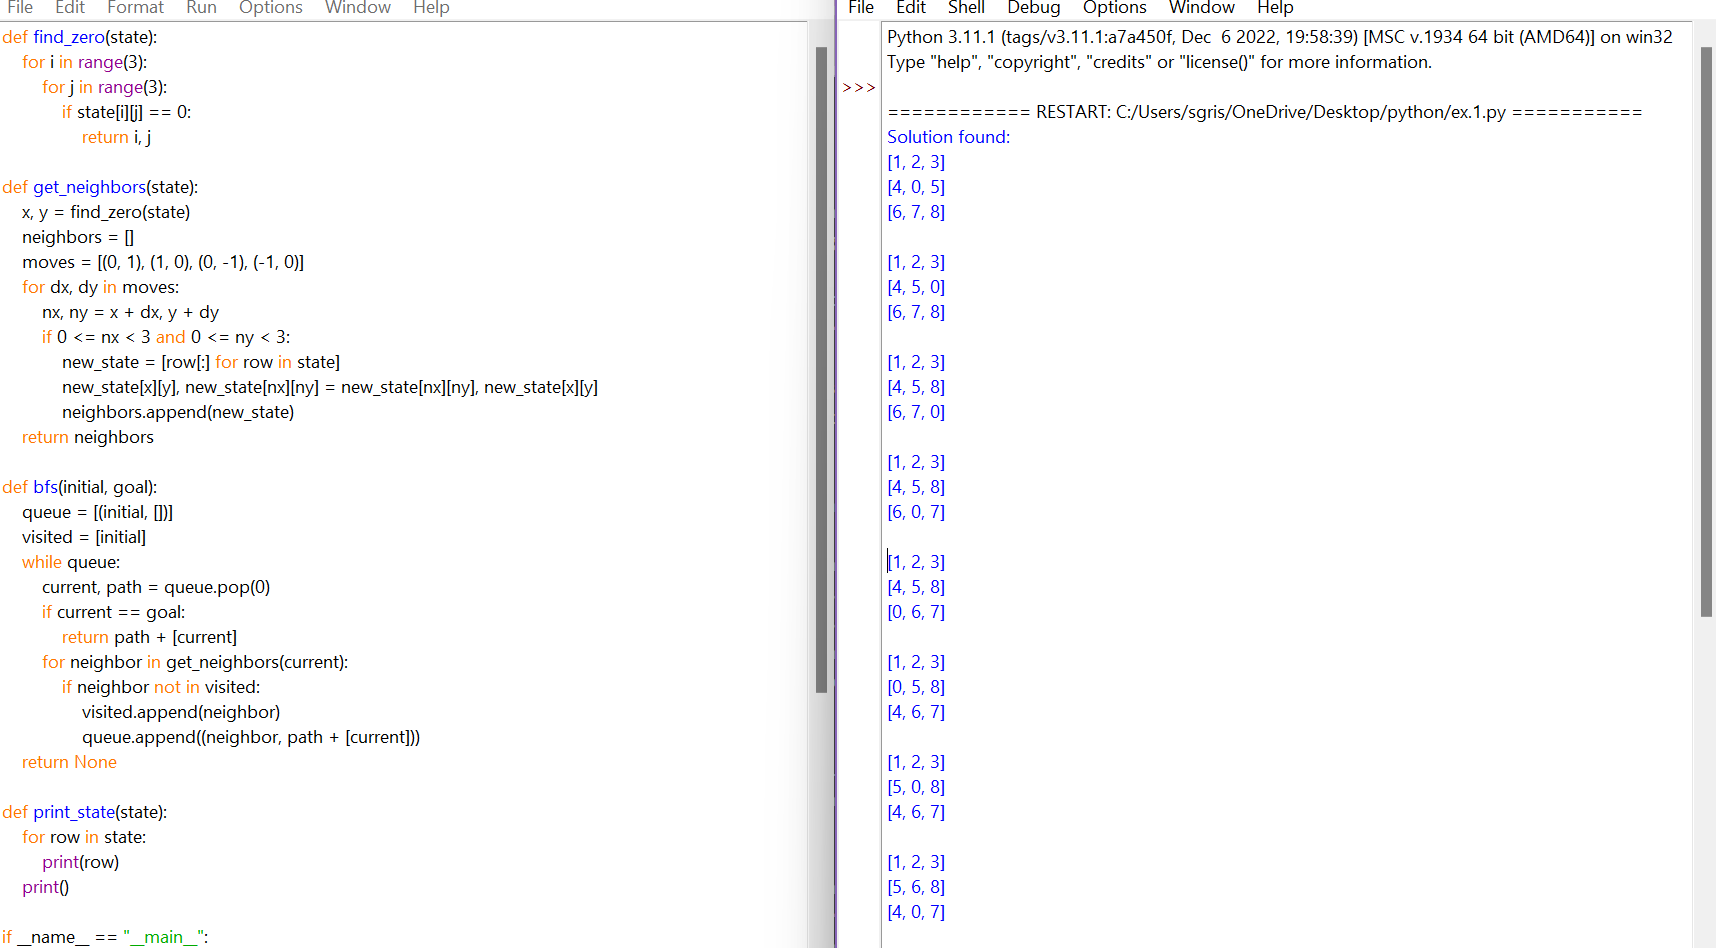 File Edit Format Run Options Window Help
def find_zero(state):
    for i in range(3):
        for j in range(3):
            if state[i][j] == 0:
                return i, j

def get_neighbors(state):
    x, y = find_zero(state)
    neighbors = []
    moves = [(0, 1), (1, 0), (0, -1), (-1, 0)]
    for dx, dy in moves:
        nx, ny = x + dx, y + dy
        if 0 <= nx < 3 and 0 <= ny < 3:
            new_state = [row[:] for row in state]
            new_state[x][y], new_state[nx][ny] = new_state[nx][ny], new_state[x][y]
            neighbors.append(new_state)
    return neighbors

def bfs(initial, goal):
    queue = [(initial, [])]
    visited = [initial]
    while queue:
        current, path = queue.pop(0)
        if current == goal:
            return path + [current]
        for neighbor in get_neighbors(current):
            if neighbor not in visited:
                visited.append(neighbor)
                queue.append((neighbor, path + [current]))
    return None

def print_state(state):
    for row in state:
        print(row)
    print()

if __name__ == "__main__":
File Edit Shell Debug Options Window Help
Python 3.11.1 (tags/v3.11.1:a7a450f, Dec  6 2022, 19:58:39) [MSC v.1934 64 bit (AMD64)] on win32
Type "help", "copyright", "credits" or "license()" for more information.
>>>
============ RESTART: C:/Users/sgris/OneDrive/Desktop/python/ex.1.py ===========
Solution found:
[1, 2, 3]
[4, 0, 5]
[6, 7, 8]

[1, 2, 3]
[4, 5, 0]
[6, 7, 8]

[1, 2, 3]
[4, 5, 8]
[6, 7, 0]

[1, 2, 3]
[4, 5, 8]
[6, 0, 7]

[1, 2, 3]
[4, 5, 8]
[0, 6, 7]

[1, 2, 3]
[0, 5, 8]
[4, 6, 7]

[1, 2, 3]
[5, 0, 8]
[4, 6, 7]

[1, 2, 3]
[5, 6, 8]
[4, 0, 7]